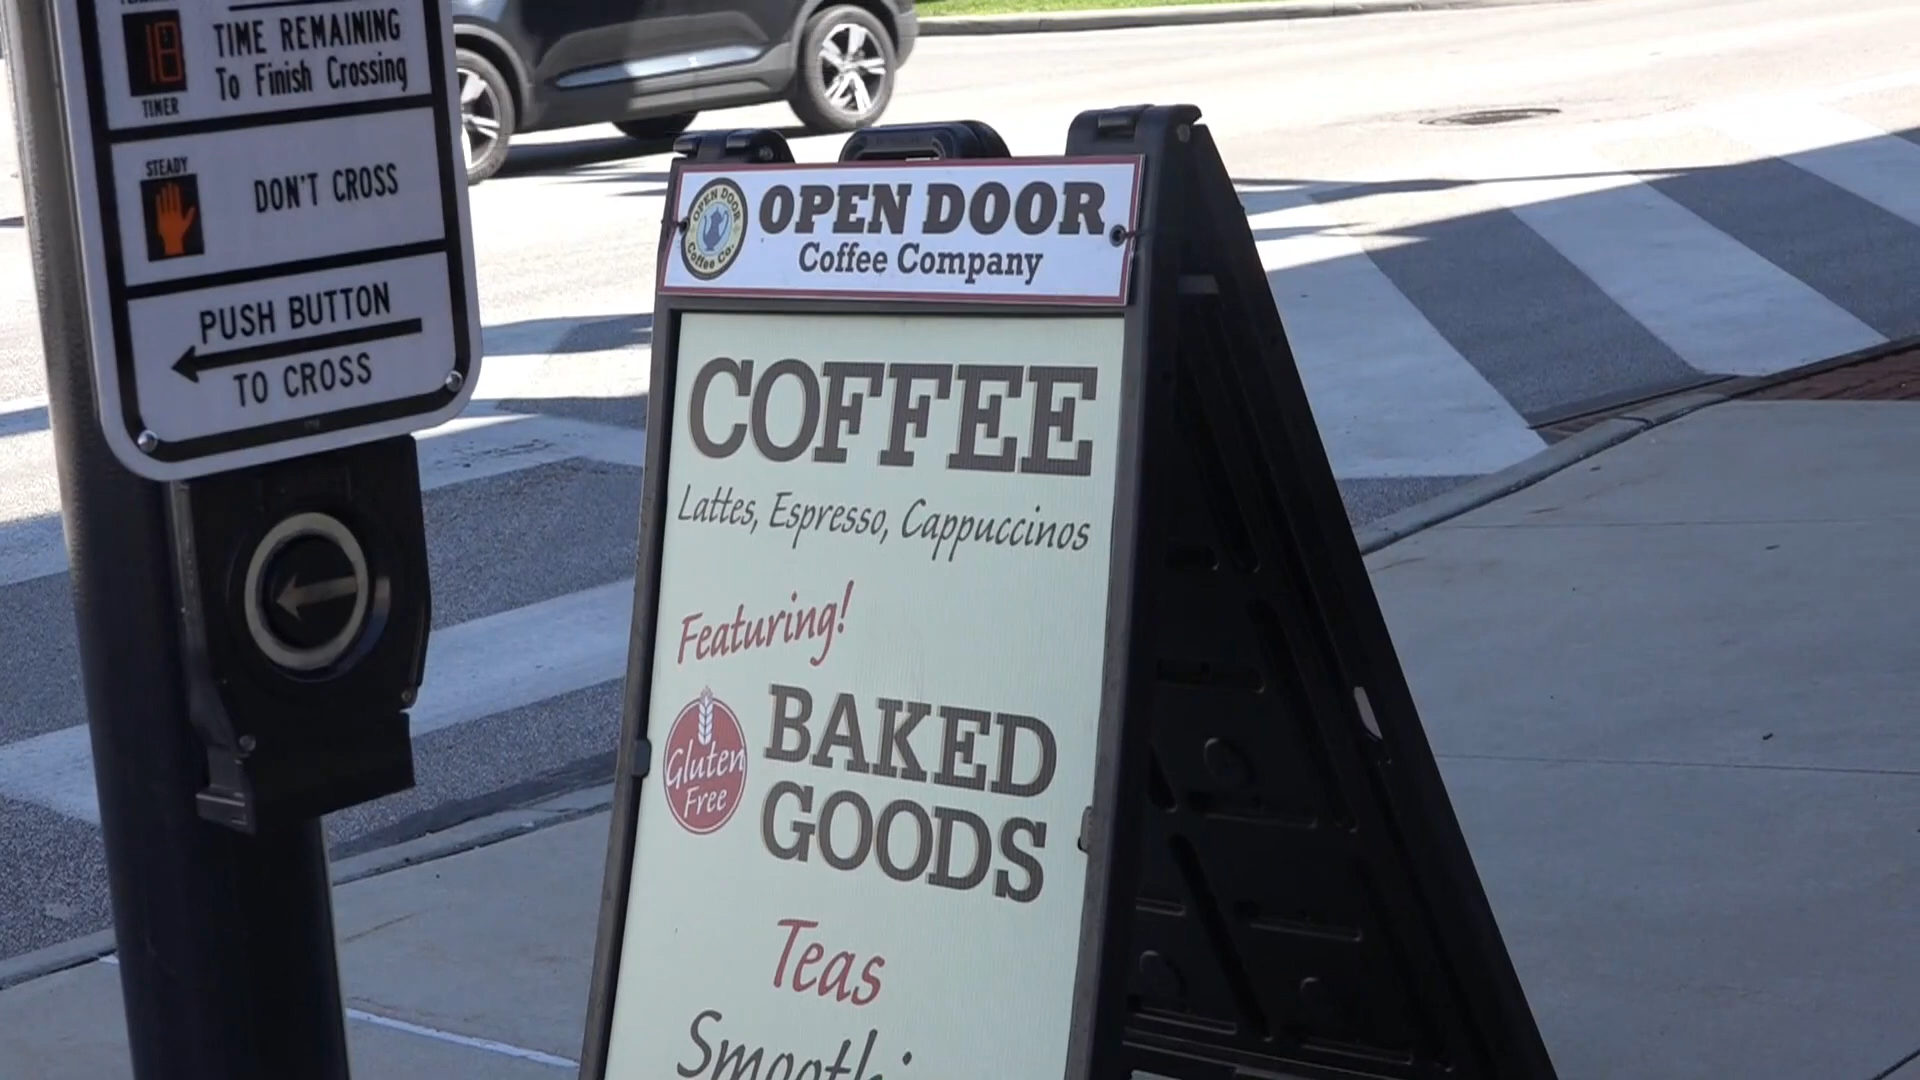 18
TIME REMAINING
To Finish Crossing
TIMER
STEADY
DON'T CROSS
PUSH BUTTON
TO CROSS
OPEN DOOR
Coffee Co.
OPEN DOOR
Coffee Company
COFFEE
Lattes, Espresso, Cappuccinos
Featuring!
Gluten
Free
BAKED
GOODS
Teas